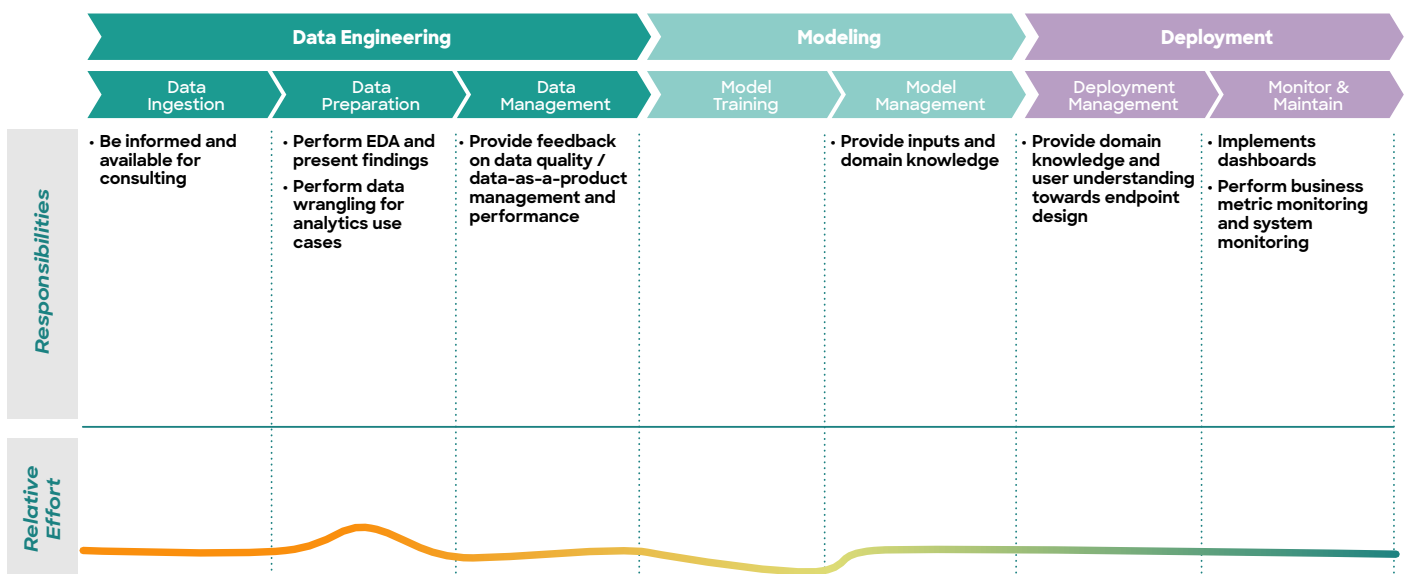 Data Engineering
Modeling
Deployment
Data
Ingestion
Data
Preparation
Data
Management
Model
Training
Model
Management
Deployment
Management
Monitor &
Maintain
Responsibilities
• Be informed and
available for
consulting
• Perform EDA and
present findings
• Perform data
wrangling for
analytics use
cases
• Provide feedback
on data quality /
data-as-a-product
management and
performance
• Provide inputs and
domain knowledge
• Provide domain
knowledge and
user understanding
towards endpoint
design
• Implements
dashboards
• Perform business
metric monitoring
and system
monitoring
Relative
Effort